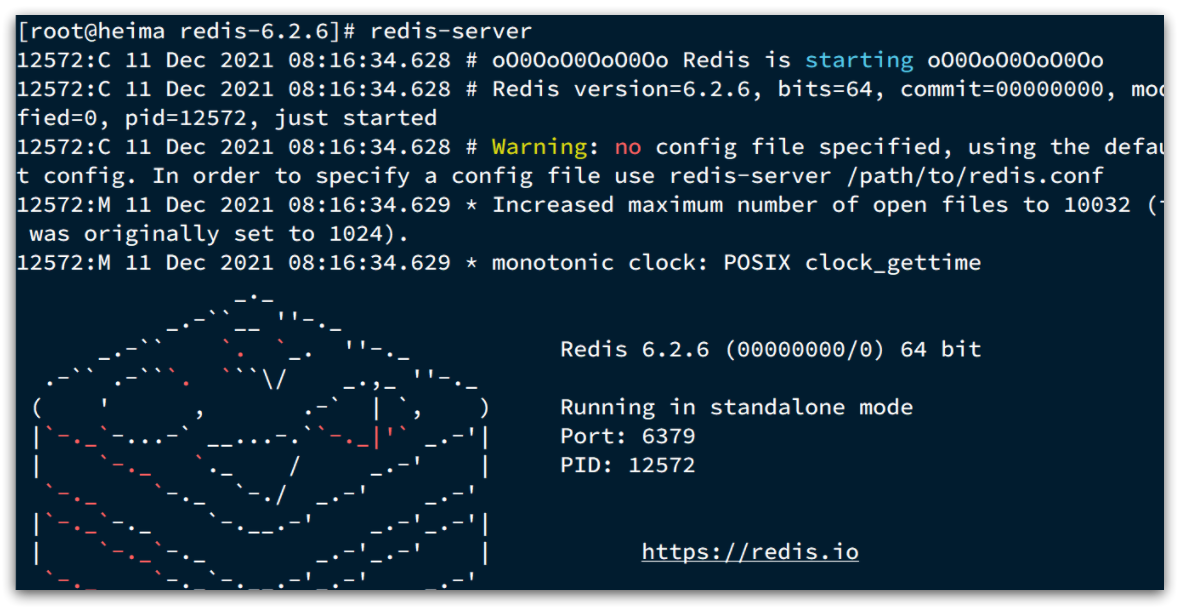 [root@heima redis-6.2.6]# redis-server
12572:C 11 Dec 2021 08:16:34.628 # oO0OoO0OoO0Oo Redis is starting oO0OoO0OoO0Oo
12572:C 11 Dec 2021 08:16:34.628 # Redis version=6.2.6, bits=64, commit=00000000,
fied=0, pid=12572, just started
12572:C 11 Dec 2021 08:16:34.628 # Warning: no config file specified, using the
t config. In order to specify a config file use redis-server /path/to/redis.conf
12572:M 11 Dec 2021 08:16:34.629 * Increased maximum number of open files to 10032
was originally set to 1024).
12572:M 11 Dec 2021 08:16:34.629 * monotonic clock: POSIX clock_gettime
Redis 6.2.6 (00000000/0) 64 bit
Running in standalone mode
Port: 6379
PID: 12572
https://redis.io